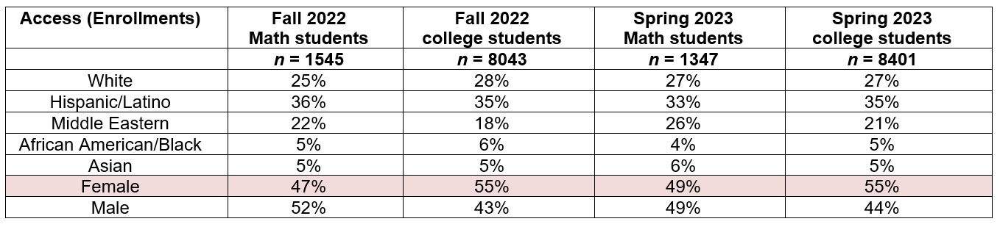 Access (Enrollments) Fall 2022 Fall 2022 Spring 2023 Spring 2023
Math students college students Math students college students
n = 1545 n = 8043 n = 1347 n = 8401
White 25% 28% 27% 27%
Hispanic/Latino 36% 35% 33% 35%
Middle Eastern 22% 18% 26% 21%
African American/Black 5% 6% 4% 5%
Asian 5% 5% 6% 5%
Female 47% 55% 49% 55%
Male 52% 43% 49% 44%